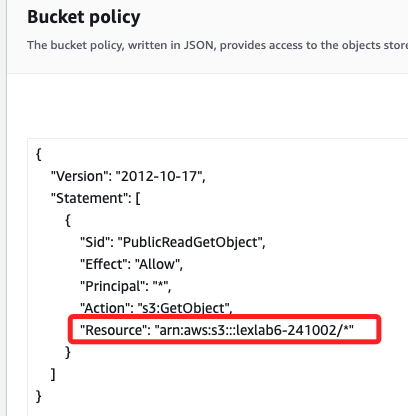 Bucket policy
The bucket policy, written in JSON, provides access to the objects store
{
"Version": "2012-10-17",
"Statement": [
{
"Sid": "PublicReadGetObject",
"Effect": "Allow",
"Principal": "*",
"Action": "s3:GetObject",
"Resource": "arn:aws:s3:::lexlab6-241002/*"
}
]
}